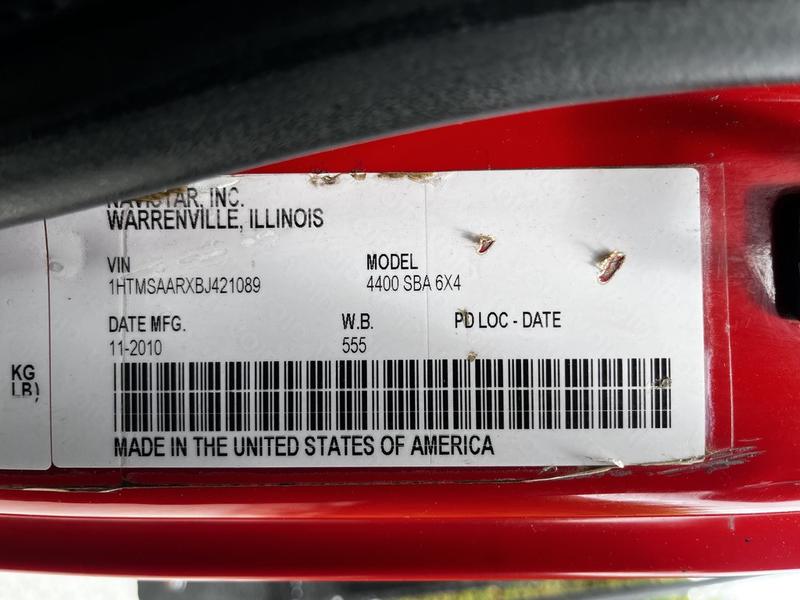 NAVISTAR, INC.
WARRENVILLE, ILLINOIS
VIN MODEL
1HTMSAARXBJ421089 4400 SBA 6X4
DATE MFG. W.B. PD LOC - DATE
11-2010 555
KG
LB)
MADE IN THE UNITED STATES OF AMERICA